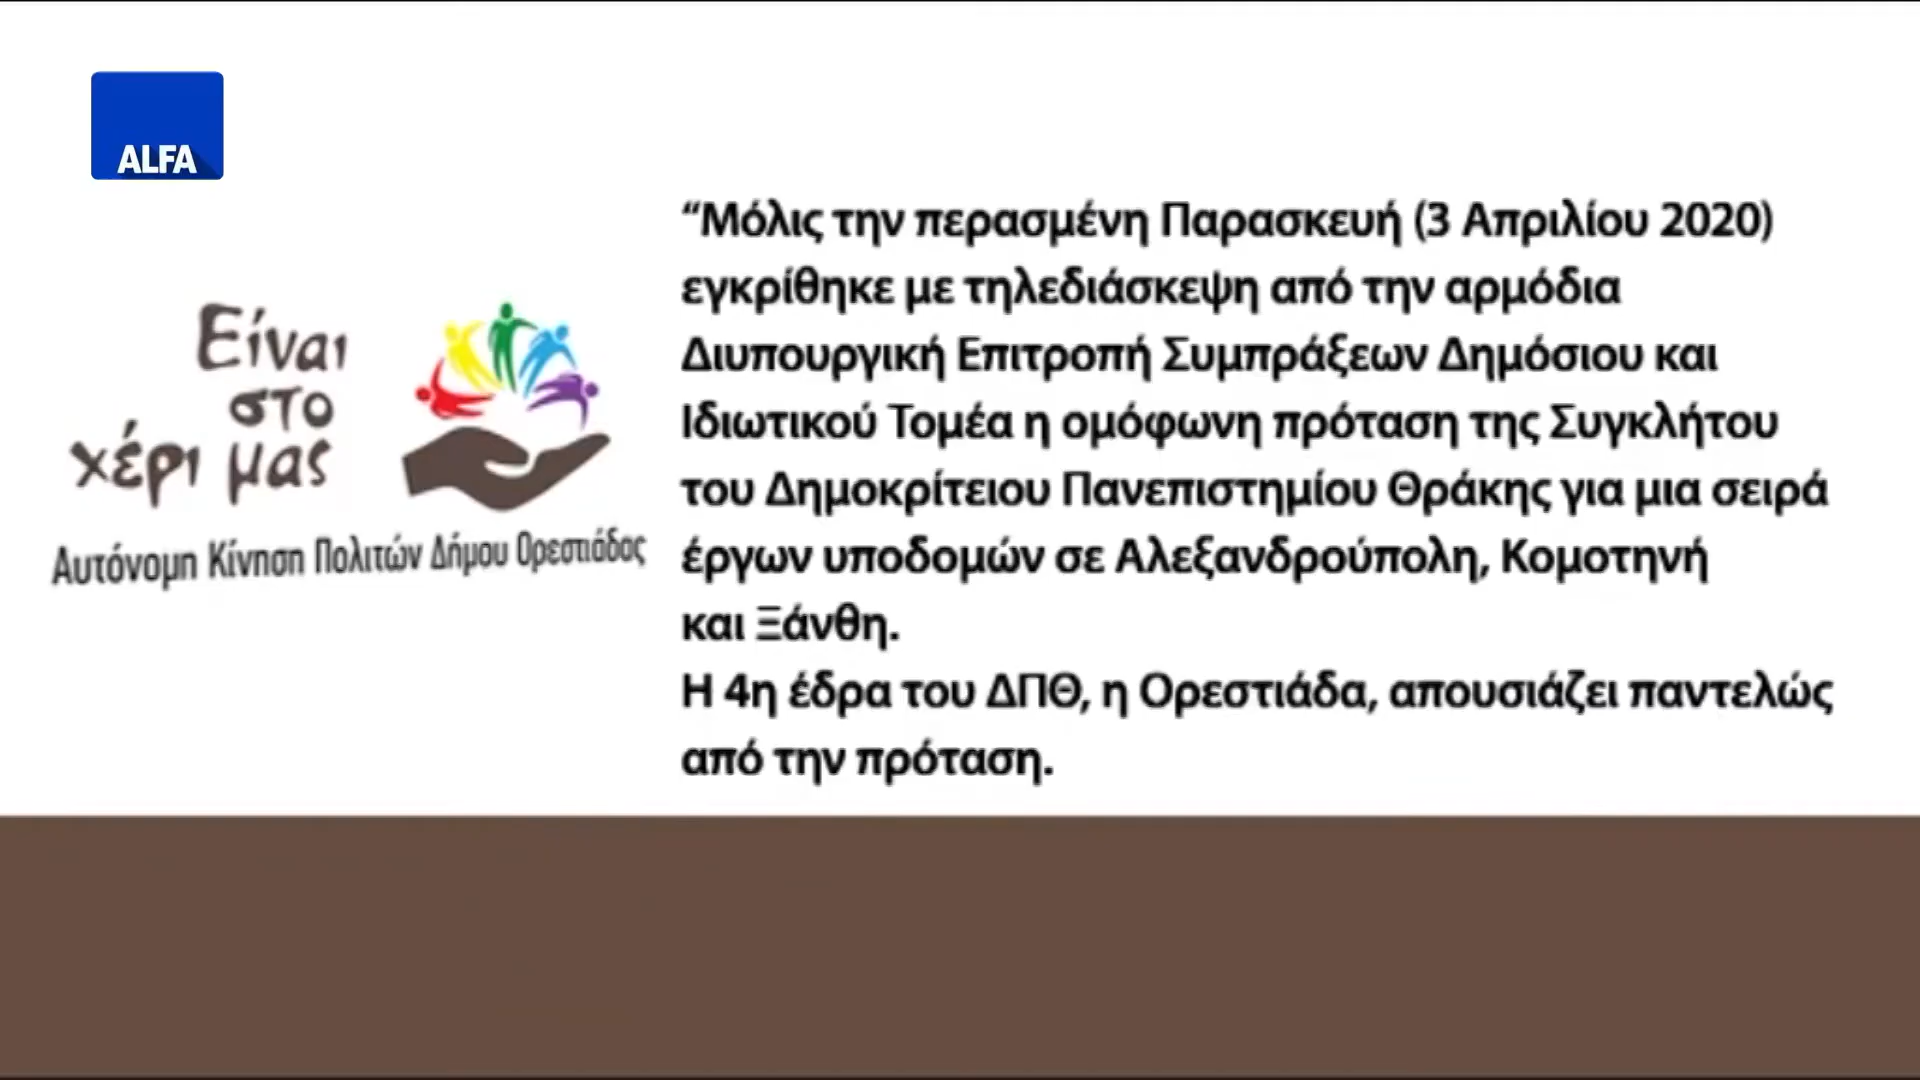 ALFA
Είναι
στο
χέρι μας
Αυτόνομη Κίνηση Πολιτών Δήμου Ορεστιάδας
“Μόλις την περασμένη Παρασκευή (3 Απριλίου 2020)
εγκρίθηκε με τηλεδιάσκεψη από την αρμόδια
Διυπουργική Επιτροπή Συμπράξεων Δημόσιου και
Ιδιωτικού Τομέα η ομόφωνη πρόταση της Συγκλήτου
του Δημοκρίτειου Πανεπιστημίου Θράκης για μια σειρά
έργων υποδομών σε Αλεξανδρούπολη, Κομοτηνή
και Ξάνθη.
Η 4η έδρα του ΔΠΘ, η Ορεστιάδα, απουσιάζει παντελώς
από την πρόταση.